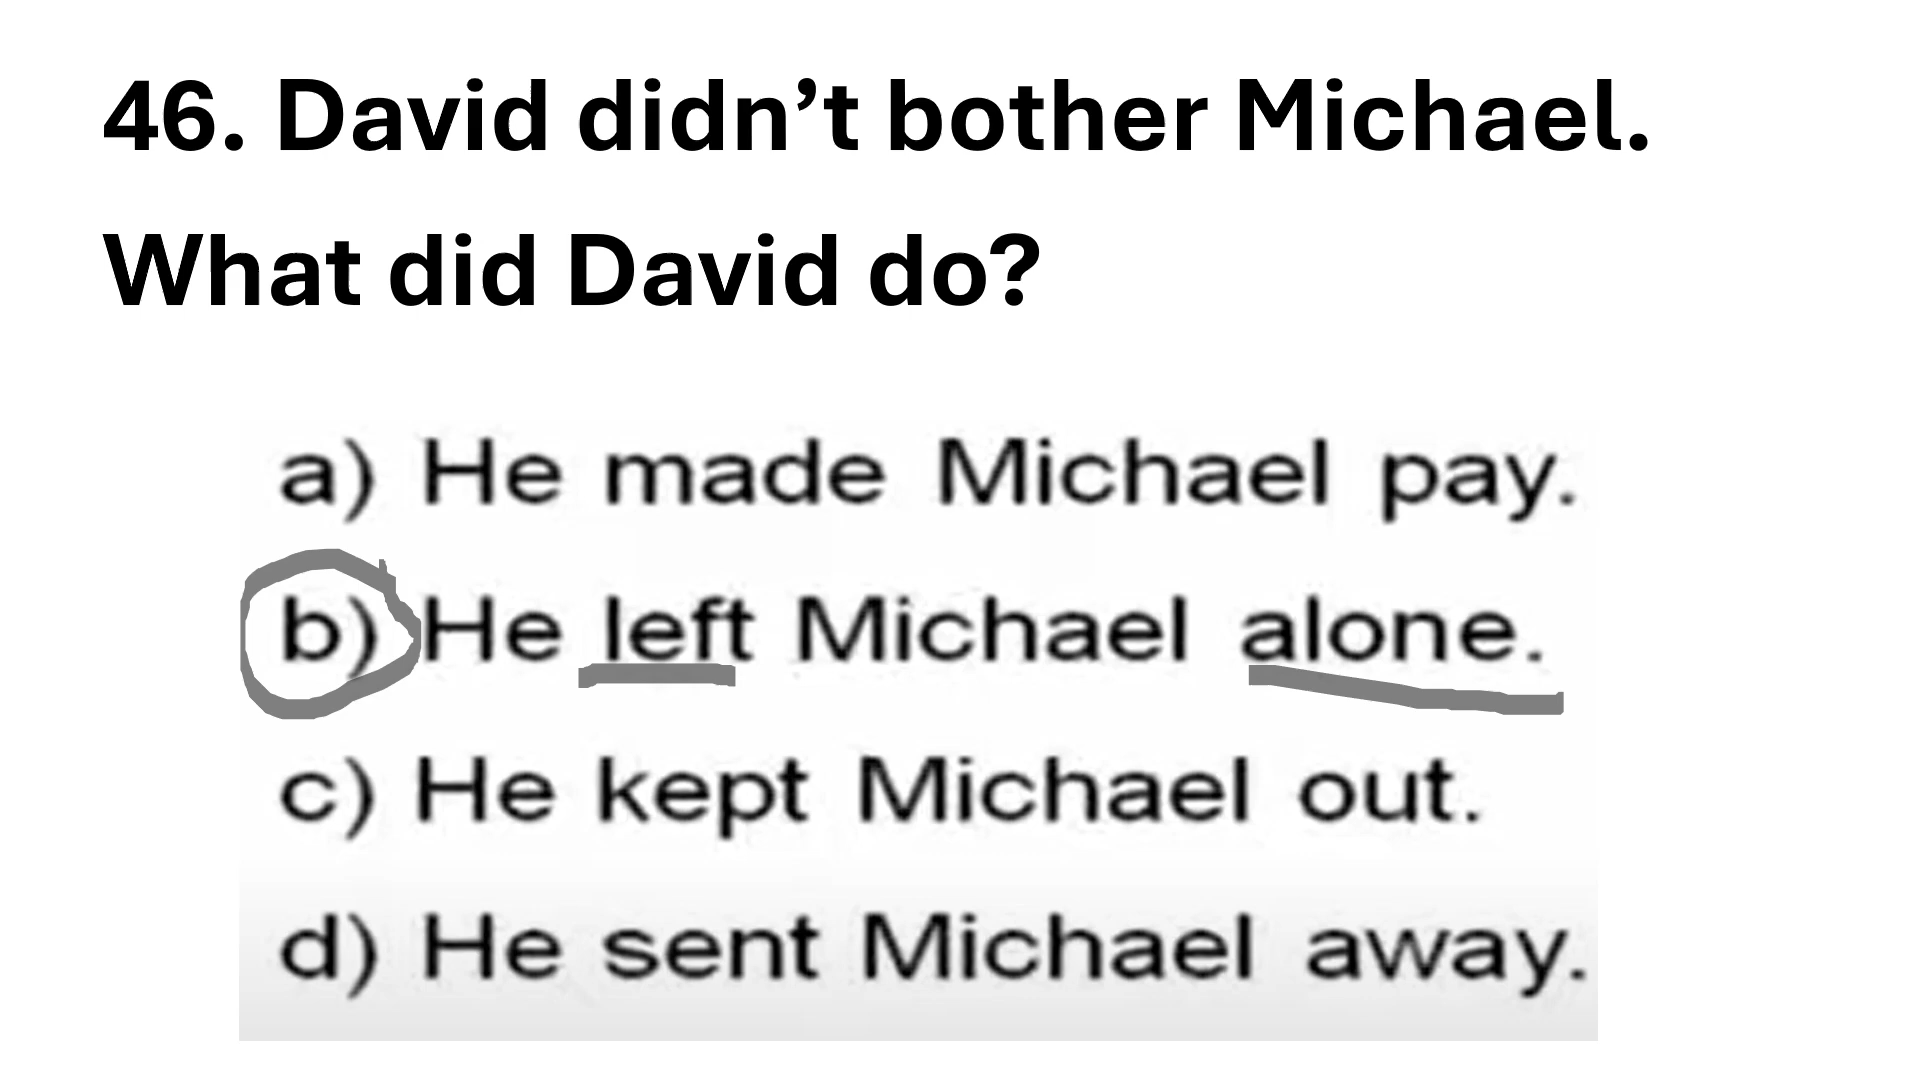 46. David didn’t bother Michael.
What did David do?
a) He made Michael pay.
b) He left Michael alone.
c) He kept Michael out.
d) He sent Michael away.